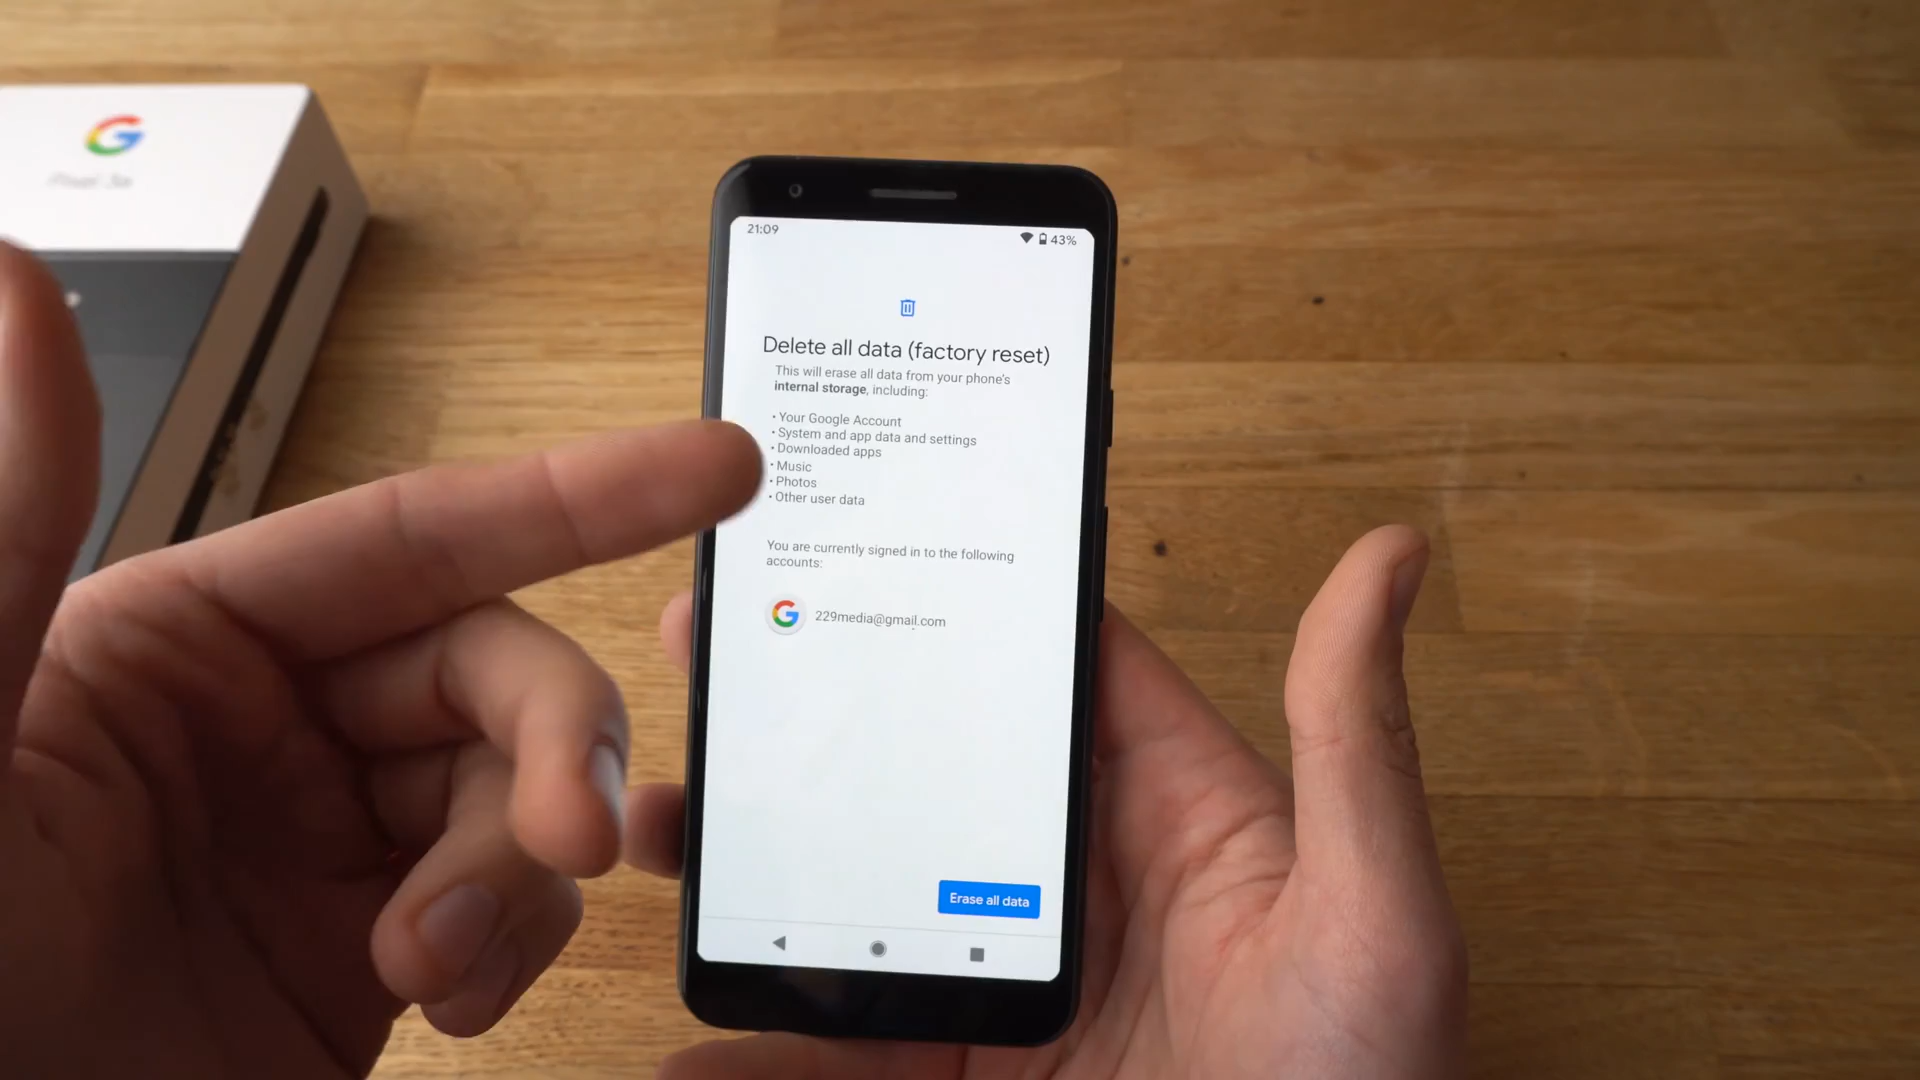 Pixel 3a
21:09
43%
Delete all data (factory reset)
This will erase all data from your phone's
internal storage, including:
• Your Google Account
• System and app data and settings
• Downloaded apps
• Music
• Photos
• Other user data
You are currently signed in to the following
accounts:
229media@gmail.com
Erase all data